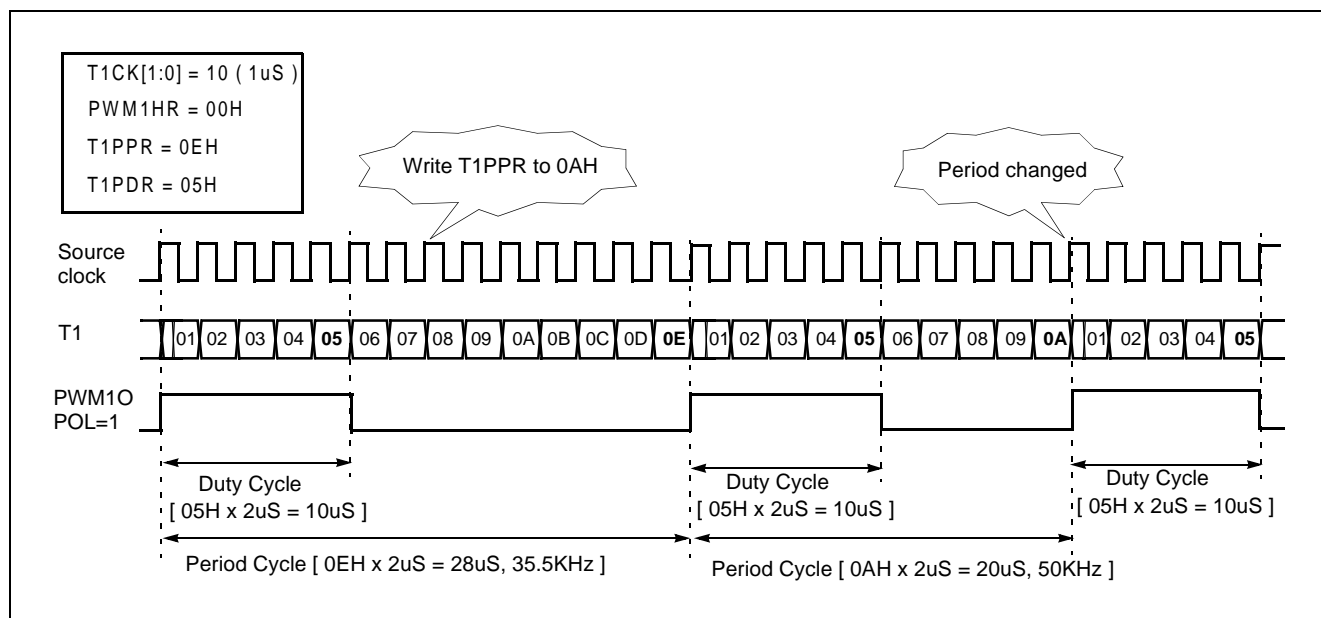 T1CK[1:0] = 10 ( 1uS )
PWM1HR = 00H
T1PPR = 0EH
T1PDR = 05H
Write T1PPR to 0AH
Period changed
Source
clock
T1
01 02 03 04 05 06 07 08 09 0A 0B 0C 0D 0E 01 02 03 04 05 06 07 08 09 0A 01 02 03 04 05
PWM1O
POL=1
Duty Cycle
[ 05H x 2uS = 10uS ]
Duty Cycle
[ 05H x 2uS = 10uS ]
Duty Cycle
[ 05H x 2uS = 10uS ]
Period Cycle [ 0EH x 2uS = 28uS, 35.5KHz ]
Period Cycle [ 0AH x 2uS = 20uS, 50KHz ]